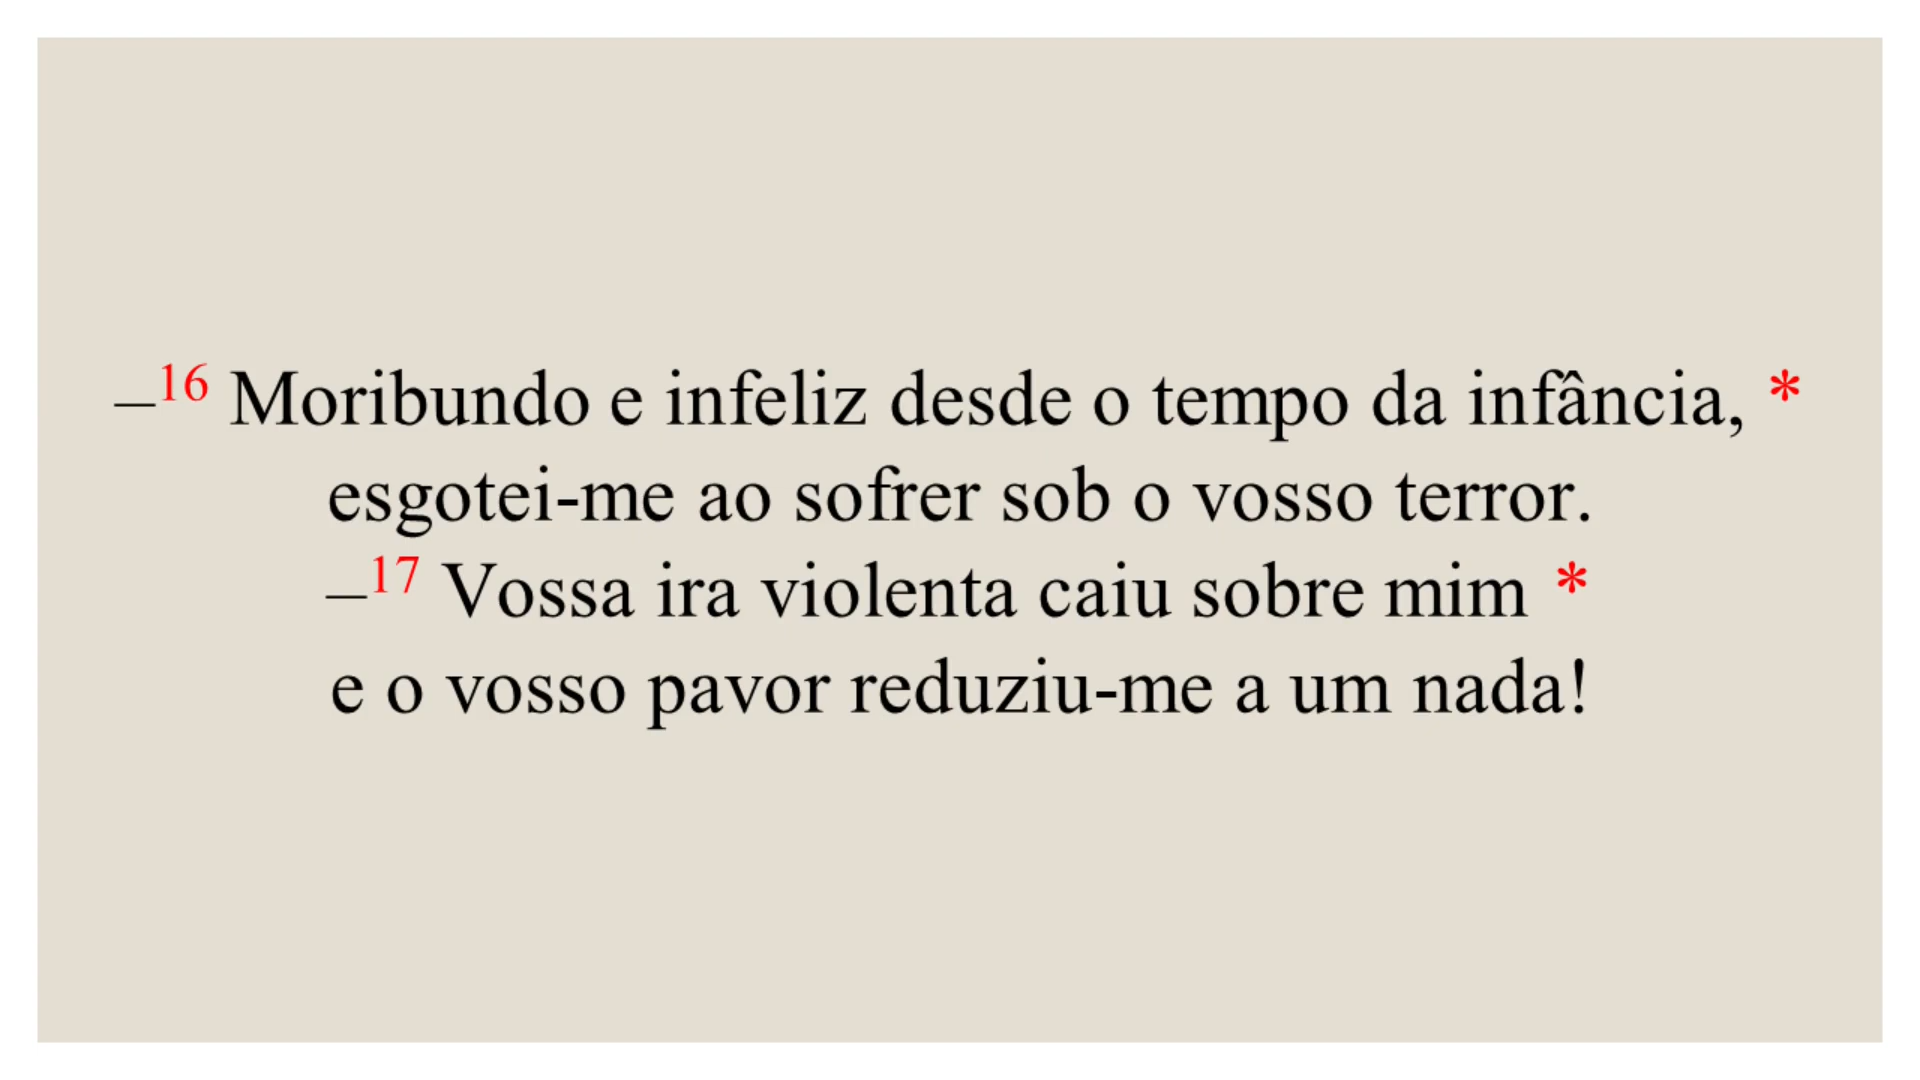 –16 Moribundo e infeliz desde o tempo da infância, *
esgotei-me ao sofrer sob o vosso terror.
–17 Vossa ira violenta caiu sobre mim *
e o vosso pavor reduziu-me a um nada!